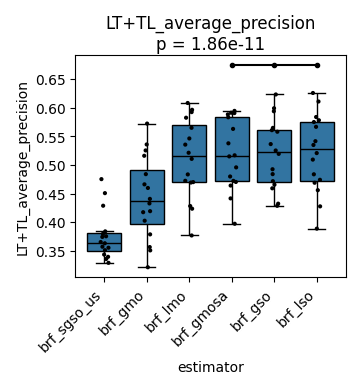 LT+TL_average_precision
p = 1.86e-11
LT+TL_average_precision
0.65
0.60
0.55
0.50
0.45
0.40
0.35
brf_sgso_us
brf_gmo
brf_lmo
brf_gmosa
brf_gso
brf_lso
estimator